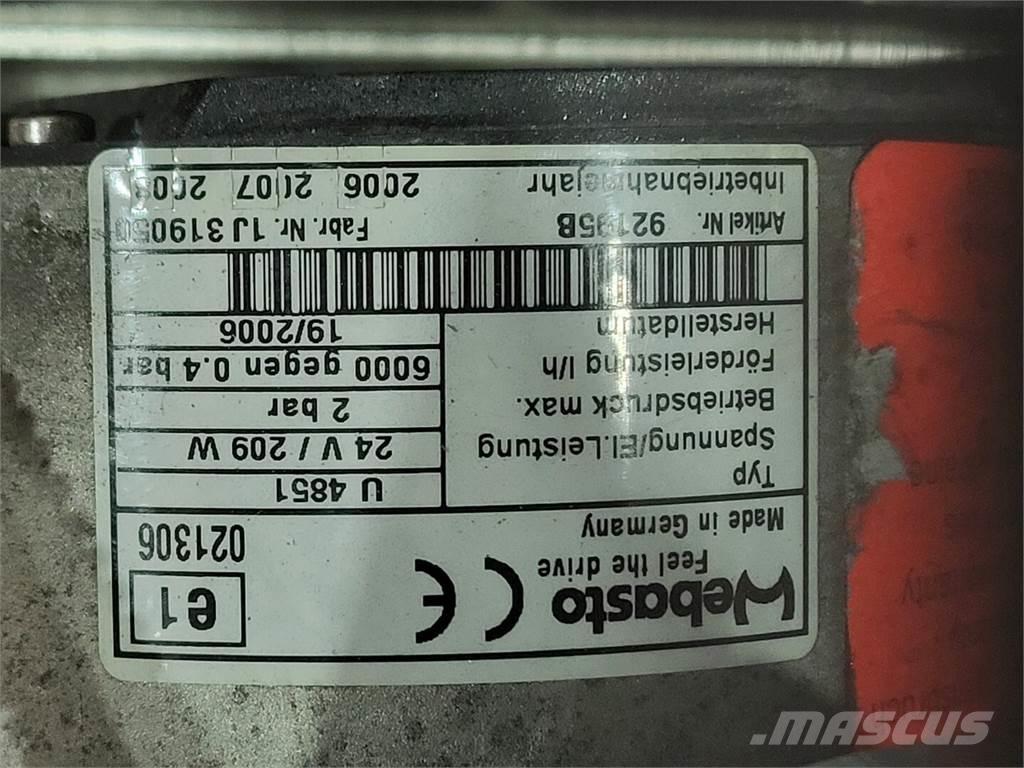 Webasto
Feel the drive
CE
e1
Made in Germany
021306
Typ U 4851
Spannung/El.Leistung 24 V / 209 W
Betriebsdruck max. 2 bar
Förderleistung l/h 6000 gegen 0.4 bar
Herstelldatum 19/2006
Artikel Nr. Fabr. Nr. 1J319050
Inbetriebnahmejahr 2006 2007 2008
MASCUS